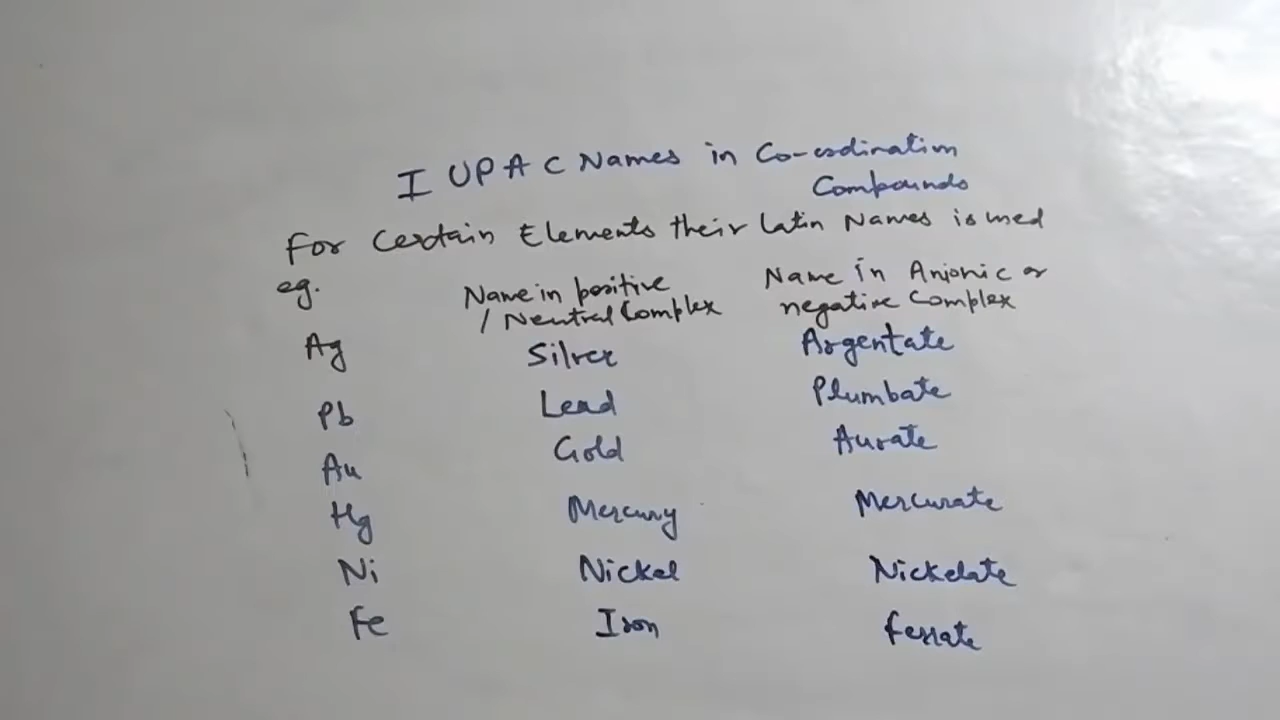 IUPAC Names in Co-ordination
Compounds
For Certain Elements their Latin Names is used
eg. Name in positive Name in Anionic or
/ Neutral Complex negative Complex
Ag Silver Argentate
Pb Lead Plumbate
Au Gold Aurate
Hg Mercury Mercurate
Ni Nickel Nickelate
Fe Iron ferrate